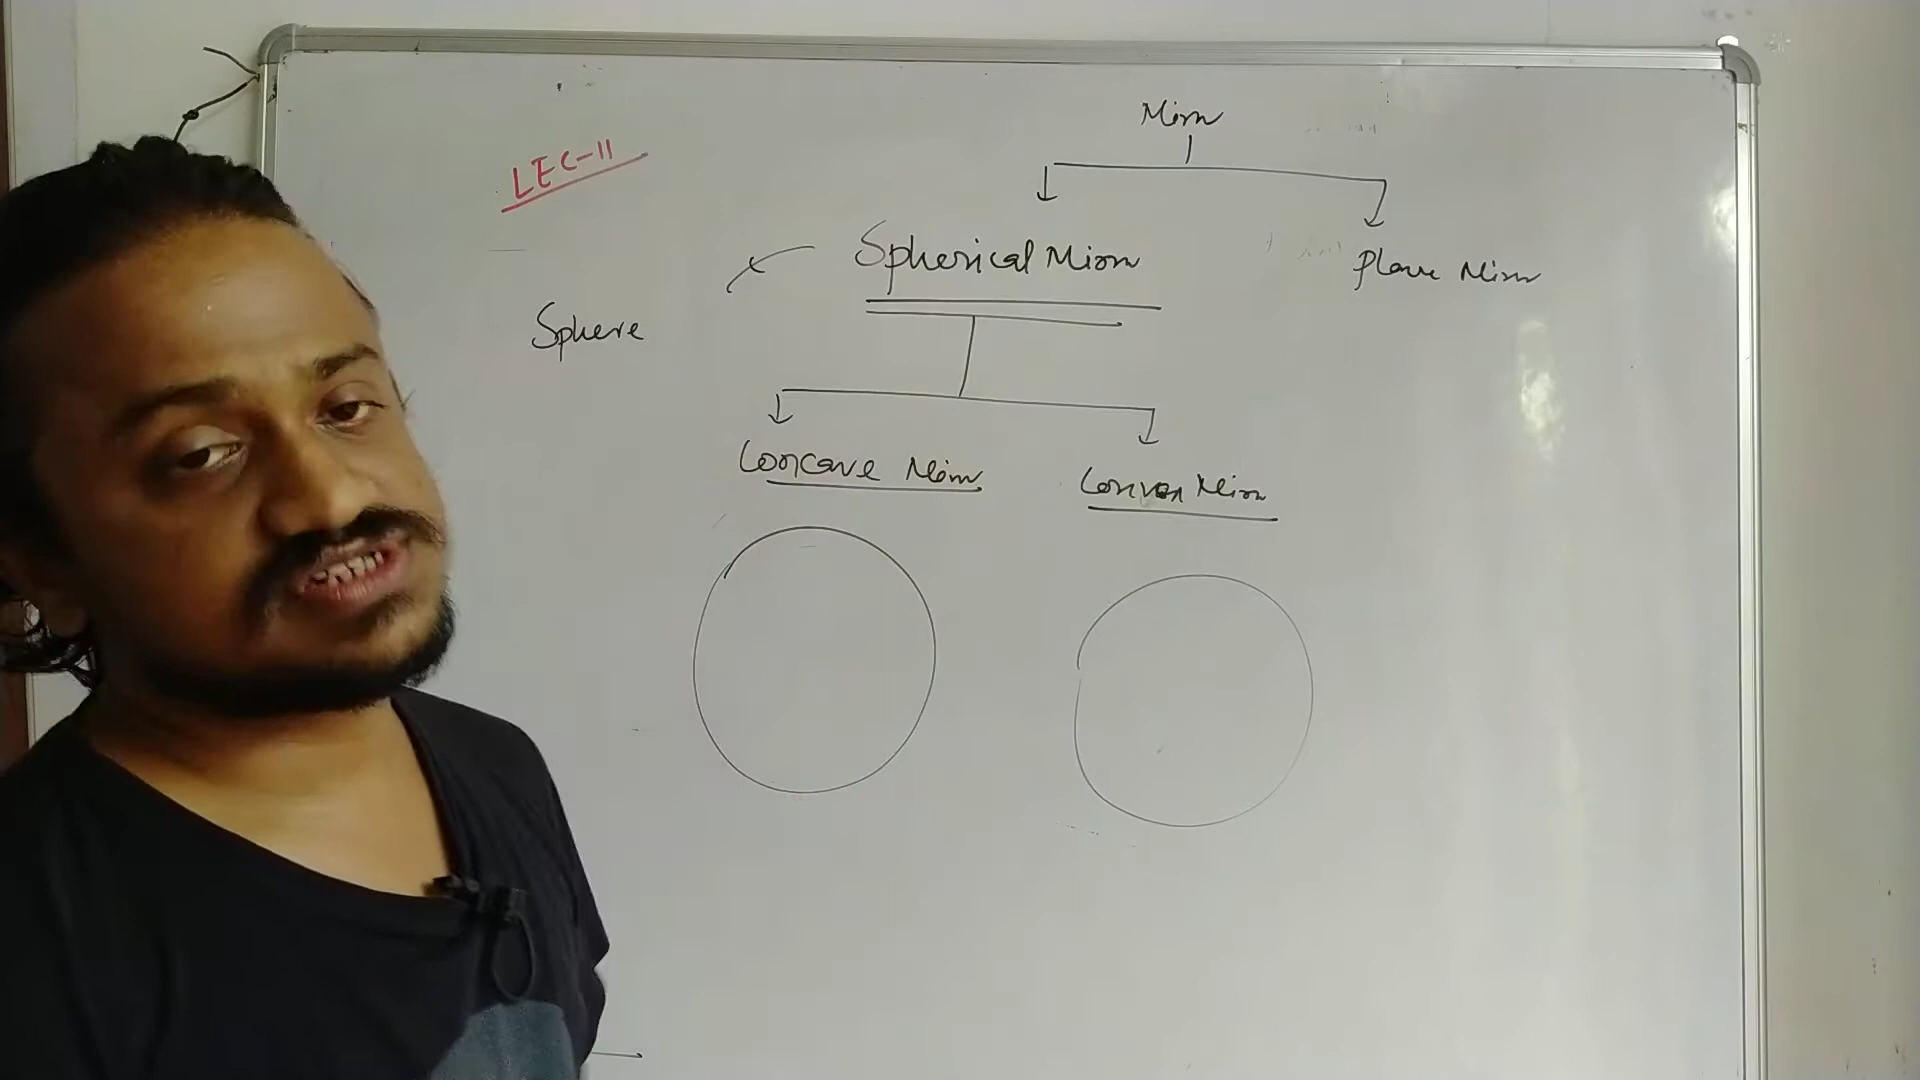 LEC-11
Mirror
Spherical Mirror
Plane Mirror
Sphere
Concave Mirror
Convex Mirror